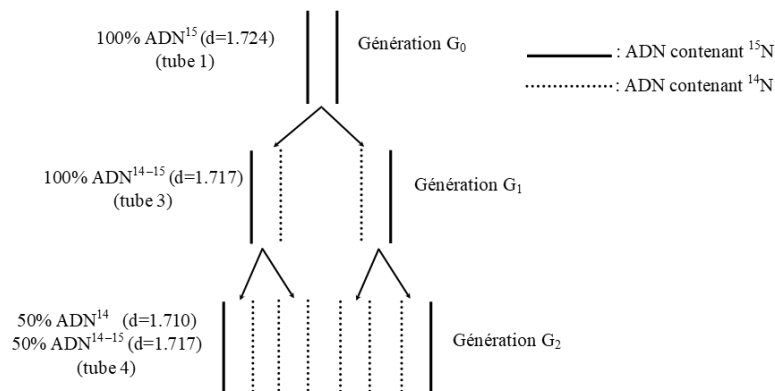 100% ADN¹⁵ (d=1.724)
(tube 1)
Génération G₀
: ADN contenant ¹⁵N
: ADN contenant ¹⁴N
100% ADN¹⁴⁻¹⁵ (d=1.717)
(tube 3)
Génération G₁
50% ADN¹⁴ (d=1.710)
50% ADN¹⁴⁻¹⁵ (d=1.717)
(tube 4)
Génération G₂